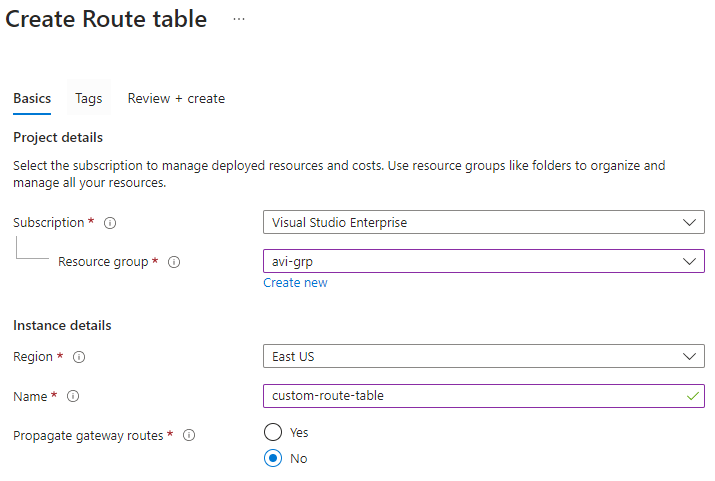 Create Route table ...
Basics Tags Review + create
Project details
Select the subscription to manage deployed resources and costs. Use resource groups like folders to organize and
manage all your resources.
Subscription * Visual Studio Enterprise
Resource group * avi-grp
Create new
Instance details
Region * East US
Name * custom-route-table
Propagate gateway routes * Yes
No